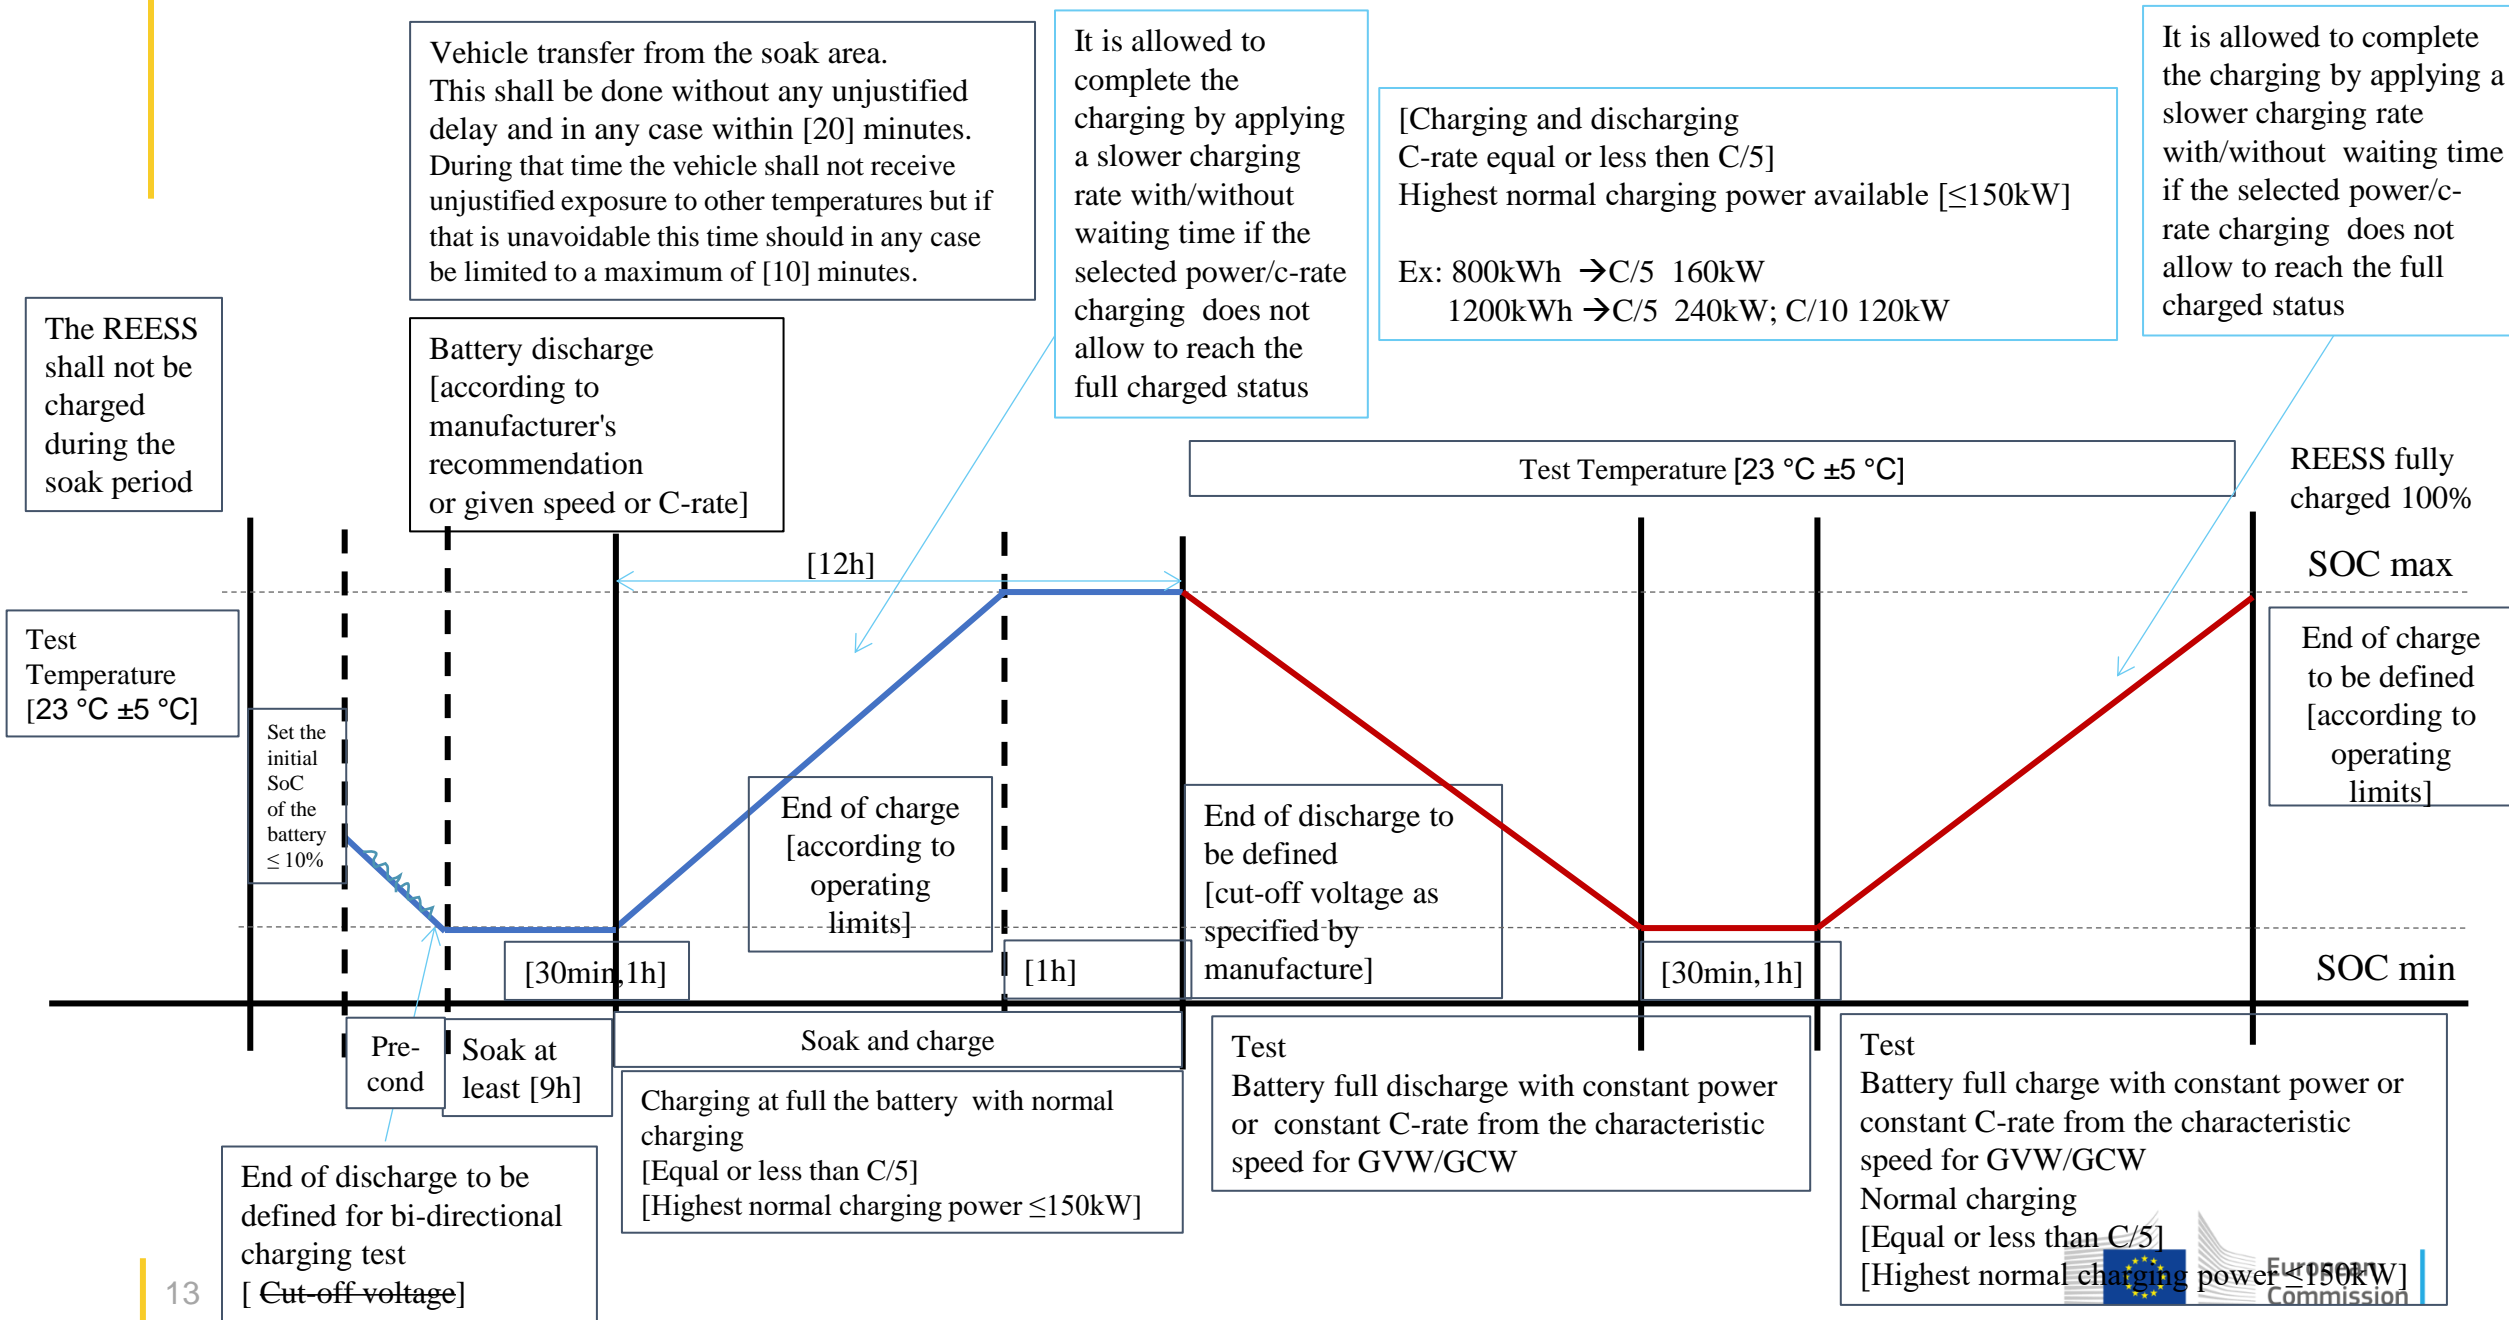 Vehicle transfer from the soak area.
This shall be done without any unjustified
delay and in any case within [20] minutes.
During that time the vehicle shall not receive
unjustified exposure to other temperatures but if
that is unavoidable this time should in any case
be limited to a maximum of [10] minutes.
It is allowed to
complete the
charging by applying
a slower charging
rate with/without
waiting time if the
selected power/c-rate
charging does not
allow to reach the
full charged status
[Charging and discharging
C-rate equal or less then C/5]
Highest normal charging power available [≤150kW]
Ex: 800kWh →C/5 160kW
1200kWh →C/5 240kW; C/10 120kW
It is allowed to complete
the charging by applying a
slower charging rate
with/without waiting time
if the selected power/c-
rate charging does not
allow to reach the full
charged status
The REESS
shall not be
charged
during the
soak period
Battery discharge
[according to
manufacturer's
recommendation
or given speed or C-rate]
Test Temperature [23 °C ±5 °C]
REESS fully
charged 100%
[12h]
SOC max
Test
Temperature
[23 °C ±5 °C]
Set the
initial
SoC
of the
battery
≤ 10%
End of charge
[according to
operating
limits]
End of discharge to
be defined
[cut-off voltage as
specified by
manufacture]
End of charge
to be defined
[according to
operating
limits]
[30min,1h]
[1h]
[30min,1h]
SOC min
Pre-
cond
Soak at
least [9h]
Soak and charge
Charging at full the battery with normal
charging
[Equal or less than C/5]
[Highest normal charging power ≤150kW]
Test
Battery full discharge with constant power
or constant C-rate from the characteristic
speed for GVW/GCW
Test
Battery full charge with constant power or
constant C-rate from the characteristic
speed for GVW/GCW
Normal charging
[Equal or less than C/5]
[Highest normal charging power ≤150kW]
End of discharge to be
defined for bi-directional
charging test
[ Cut-off voltage]
13
European
Commission